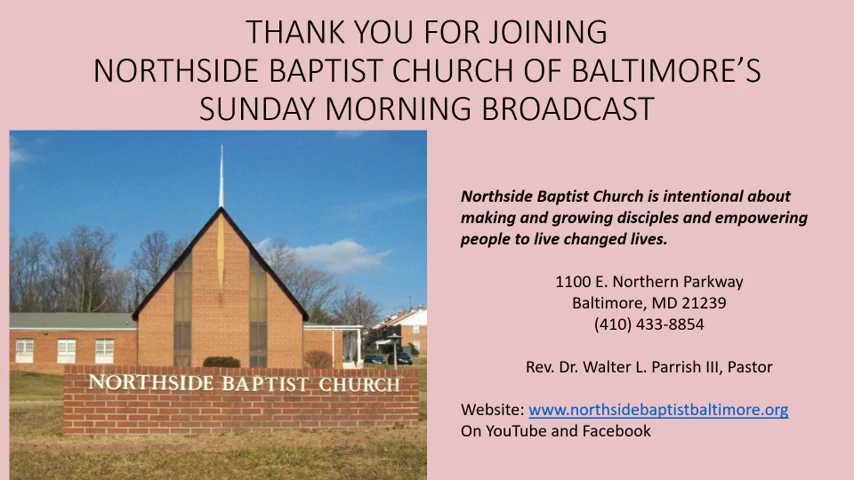 THANK YOU FOR JOINING
NORTHSIDE BAPTIST CHURCH OF BALTIMORE’S
SUNDAY MORNING BROADCAST
Northside Baptist Church is intentional about
making and growing disciples and empowering
people to live changed lives.
1100 E. Northern Parkway
Baltimore, MD 21239
(410) 433-8854
Rev. Dr. Walter L. Parrish III, Pastor
Website: www.northsidebaptistbaltimore.org
On YouTube and Facebook
NORTHSIDE BAPTIST CHURCH